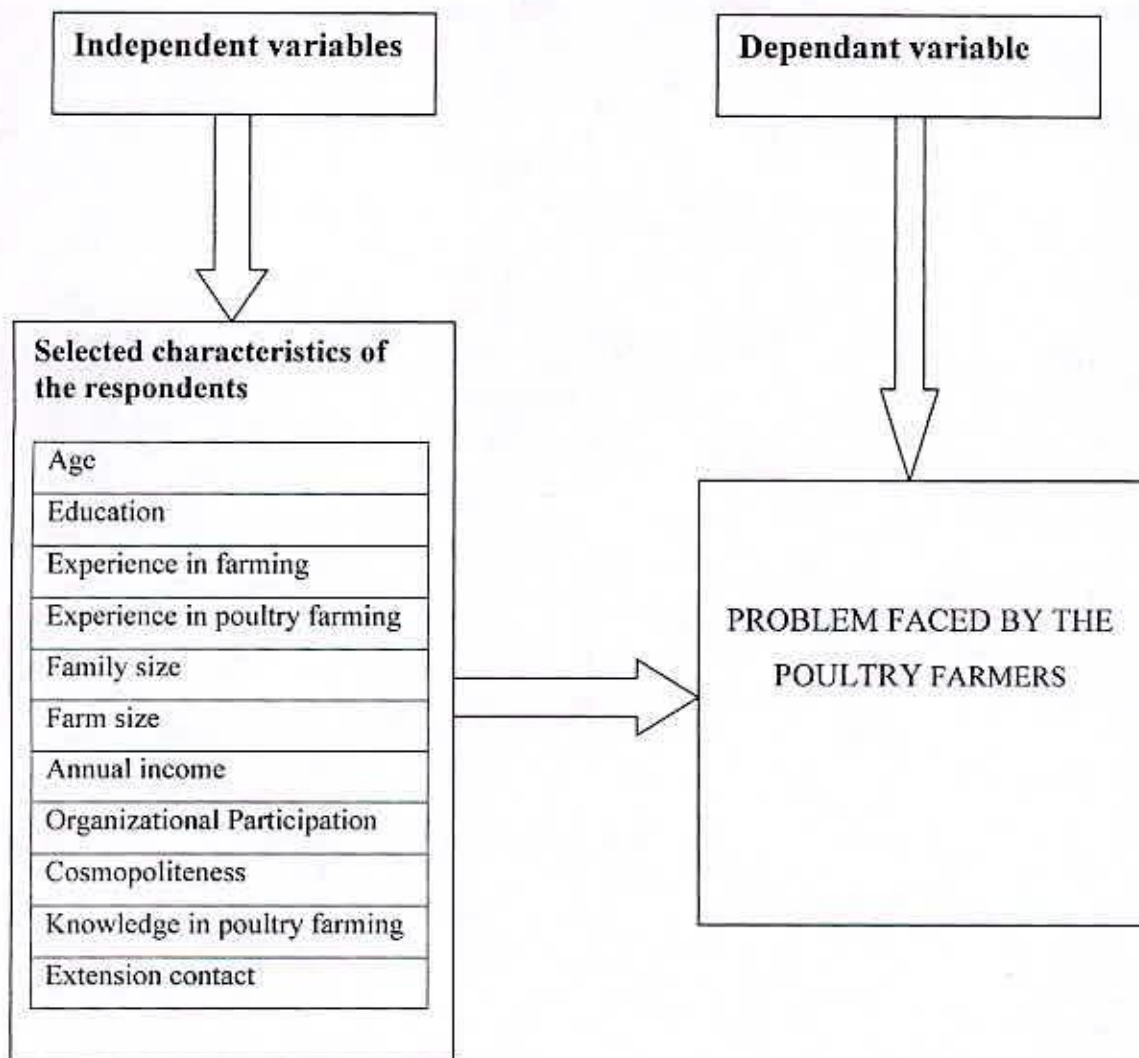 Independent variables
Dependant variable
Selected characteristics of
the respondents
Age
Education
Experience in farming
Experience in poultry farming
Family size
Farm size
Annual income
Organizational Participation
Cosmopoliteness
Knowledge in poultry farming
Extension contact
PROBLEM FACED BY THE
POULTRY FARMERS